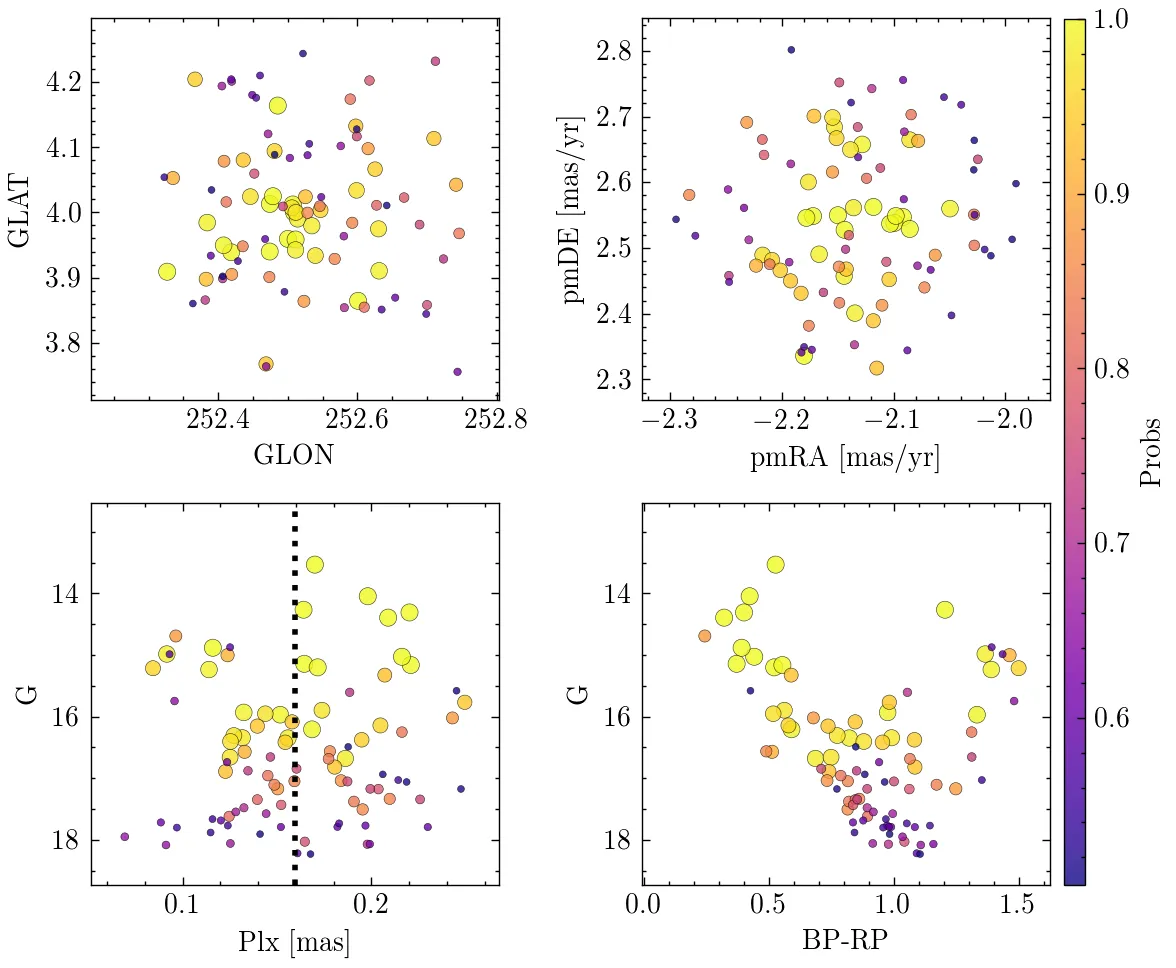 4.2
4.1
4.0
3.9
3.8
GLAT
252.4 252.6 252.8
GLON
2.8
2.7
2.6
2.5
2.4
2.3
pmDE [mas/yr]
−2.3 −2.2 −2.1 −2.0
pmRA [mas/yr]
1.0
0.9
0.8
0.7
0.6
Probs
14
16
18
G
0.1 0.2
Plx [mas]
14
16
18
G
0.0 0.5 1.0 1.5
BP-RP